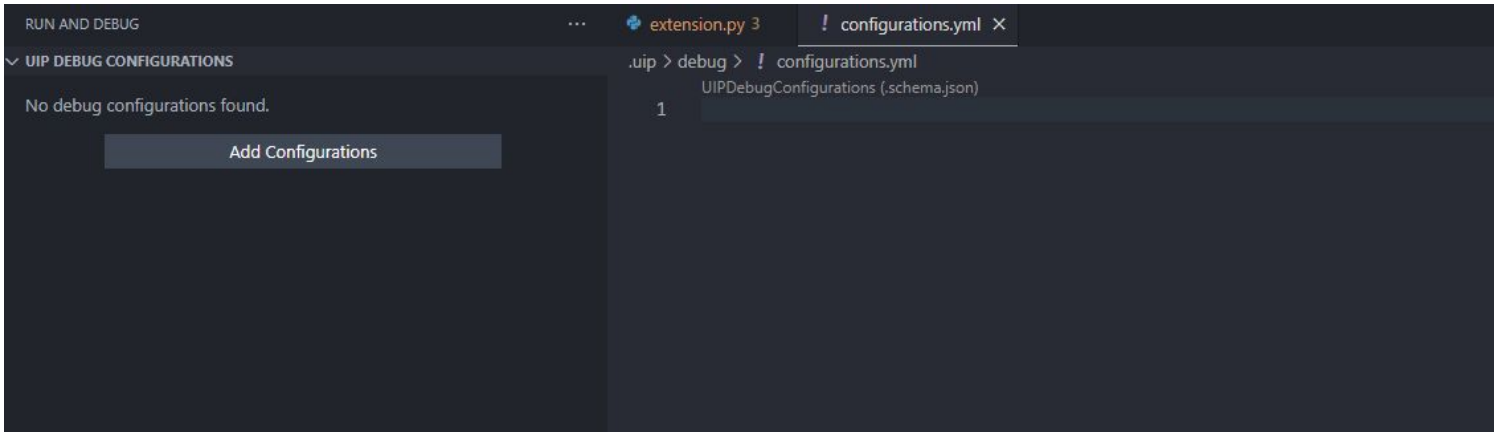 RUN AND DEBUG ...
UIP DEBUG CONFIGURATIONS
No debug configurations found.
Add Configurations
extension.py 3
! configurations.yml ×
.uip > debug > ! configurations.yml
UIPDebugConfigurations (.schema.json)
1